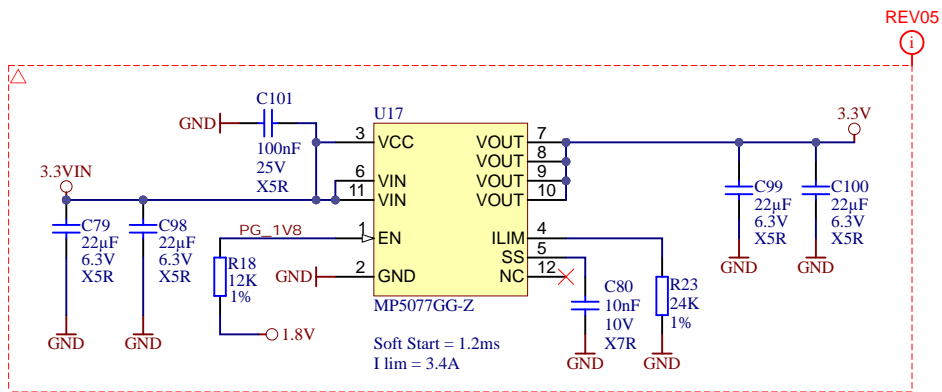 REV05
i
C101
GND
100nF
25V
X5R
U17
3
VCC
6
VIN
11
VIN
1
EN
2
GND
VOUT
7
VOUT
8
VOUT
9
VOUT
10
ILIM
4
SS
5
NC
12
MP5077GG-Z
Soft Start = 1.2ms
I lim = 3.4A
3.3VIN
C79
22µF
6.3V
X5R
GND
C98
22µF
6.3V
X5R
GND
PG_1V8
R18
12K
1%
1.8V
GND
C80
10nF
10V
X7R
GND
R23
24K
1%
GND
3.3V
C99
22µF
6.3V
X5R
GND
C100
22µF
6.3V
X5R
GND